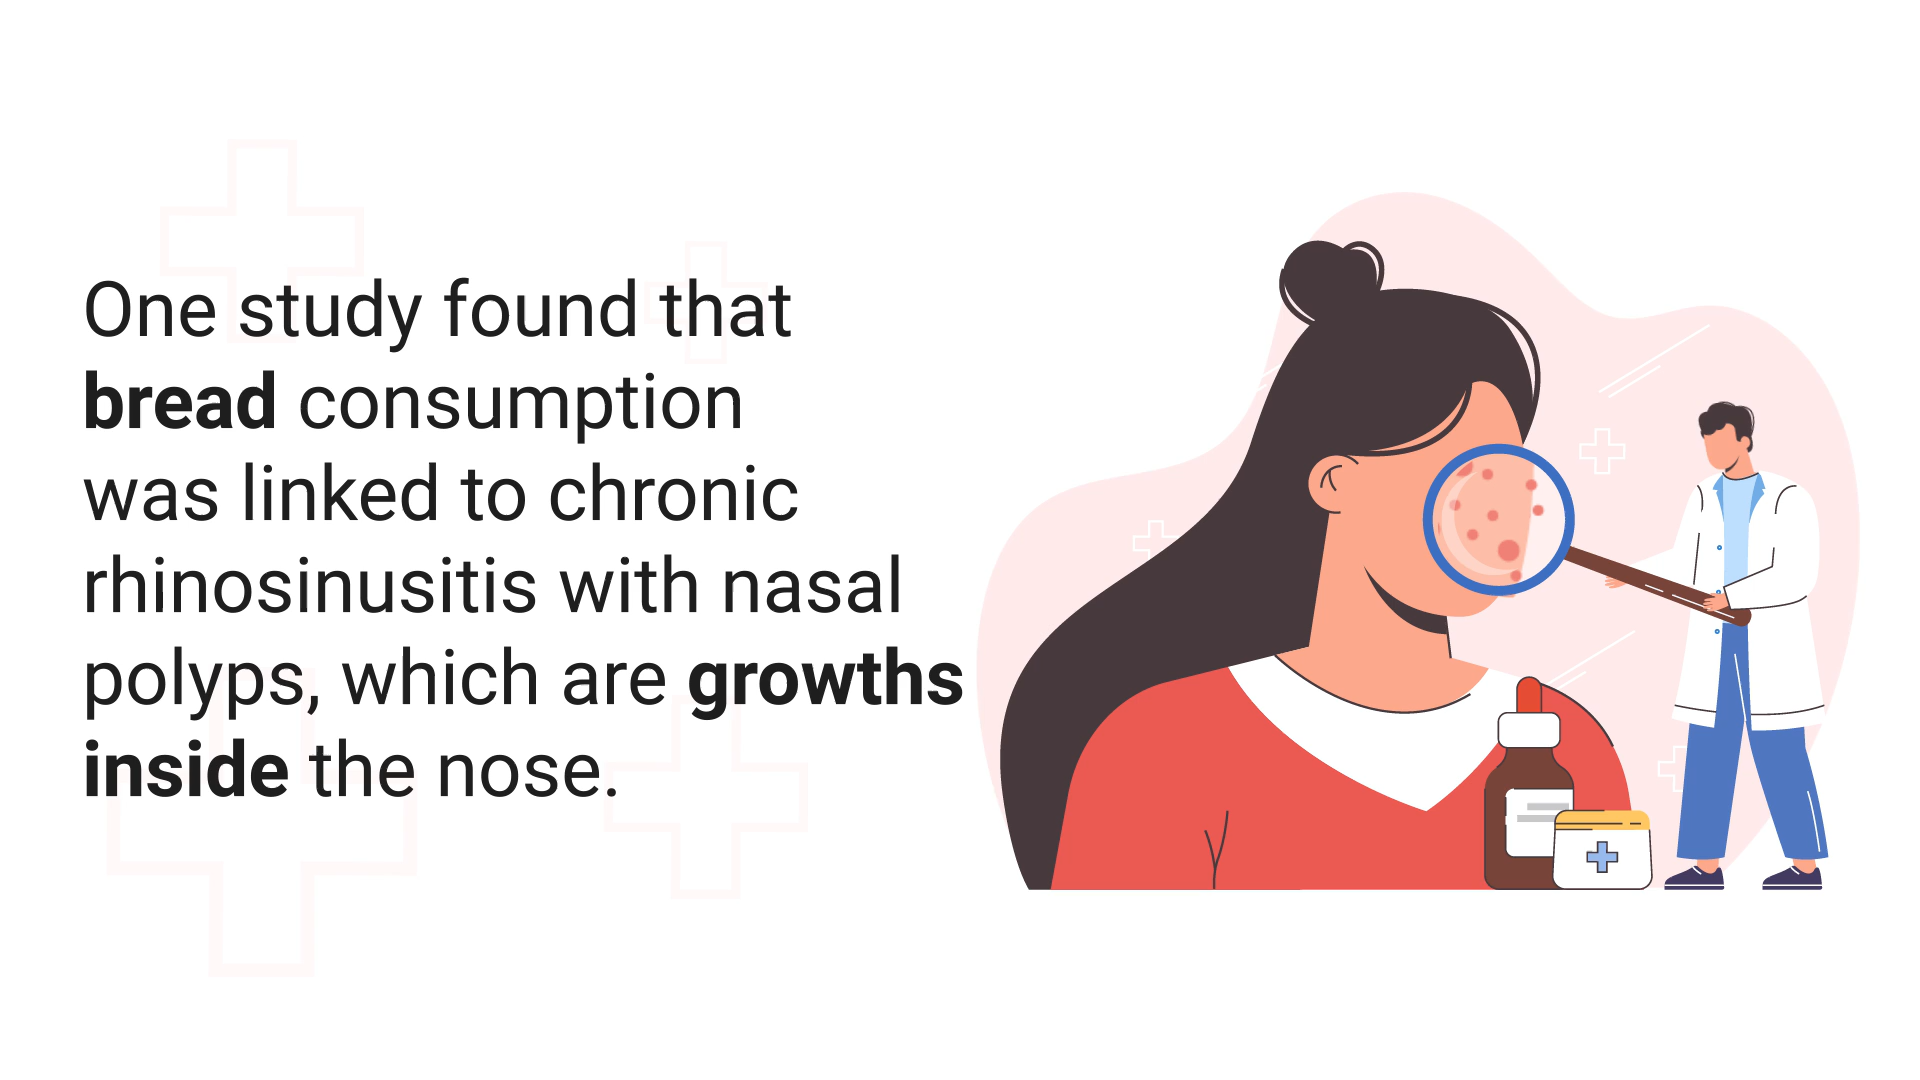 One study found that
bread consumption
was linked to chronic
rhinosinusitis with nasal
polyps, which are growths
inside the nose.